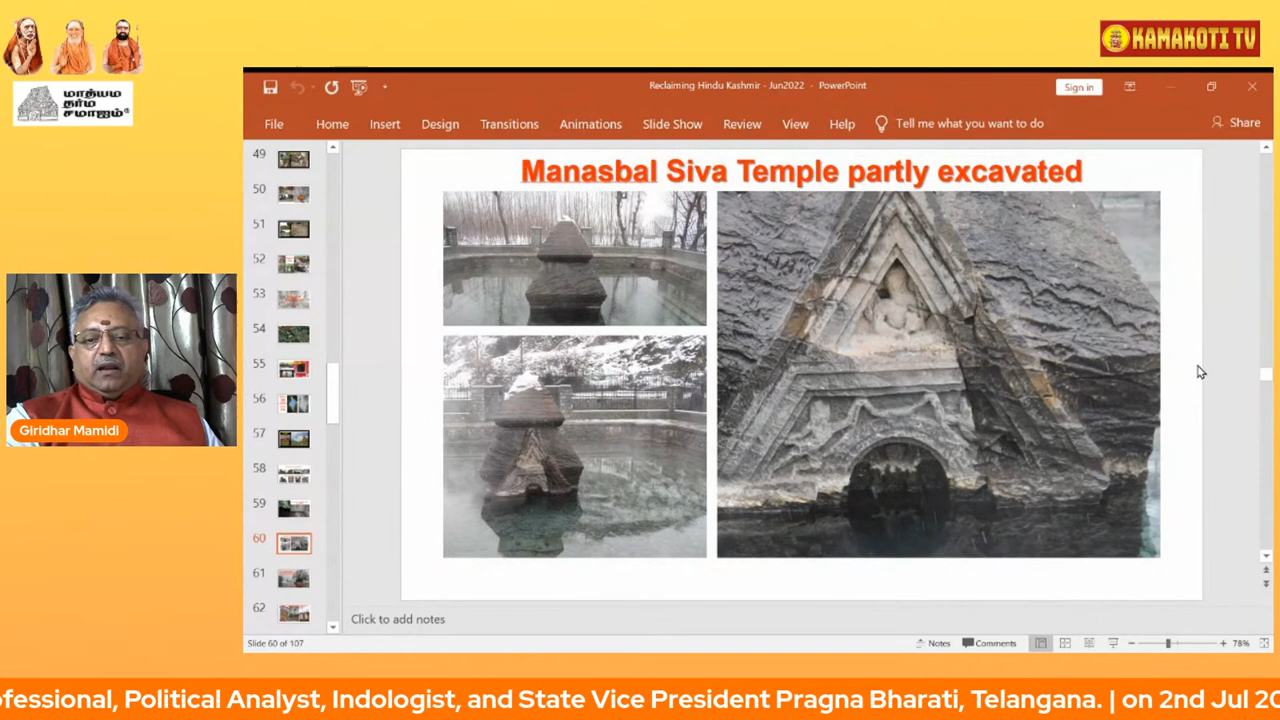 KAMAKOTI TV
மாத்யம
தர்ம
சமாஜம்®
Reclaiming Hindu Kashmir - Jun2022 - PowerPoint
Sign in
File Home Insert Design Transitions Animations Slide Show Review View Help Tell me what you want to do Share
49
50
51
52
53
54
55
56
57
58
59
60
61
62
Manasbal Siva Temple partly excavated
Giridhar Mamidi
Click to add notes
Slide 60 of 107
Notes Comments 78%
ofessional, Political Analyst, Indologist, and State Vice President Pragna Bharati, Telangana. | on 2nd Jul 20